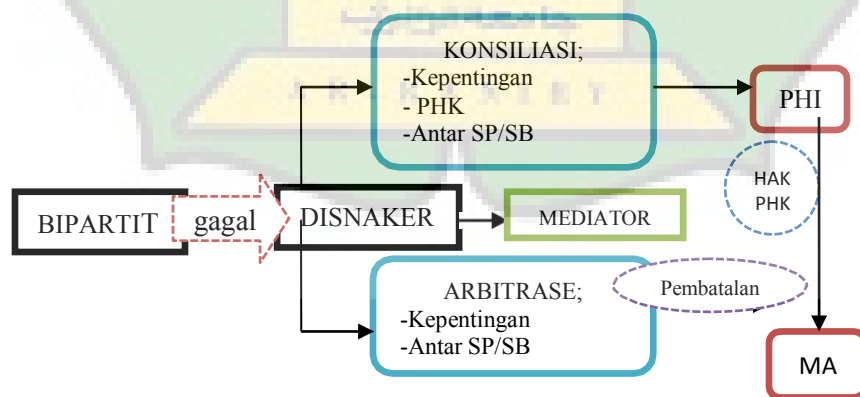 KONSILIASI;
-Kepentingan
- PHK
-Antar SP/SB
PHI
HAK
PHK
BIPARTIT
gagal
DISNAKER
MEDIATOR
ARBITRASE;
-Kepentingan
-Antar SP/SB
Pembatalan
MA